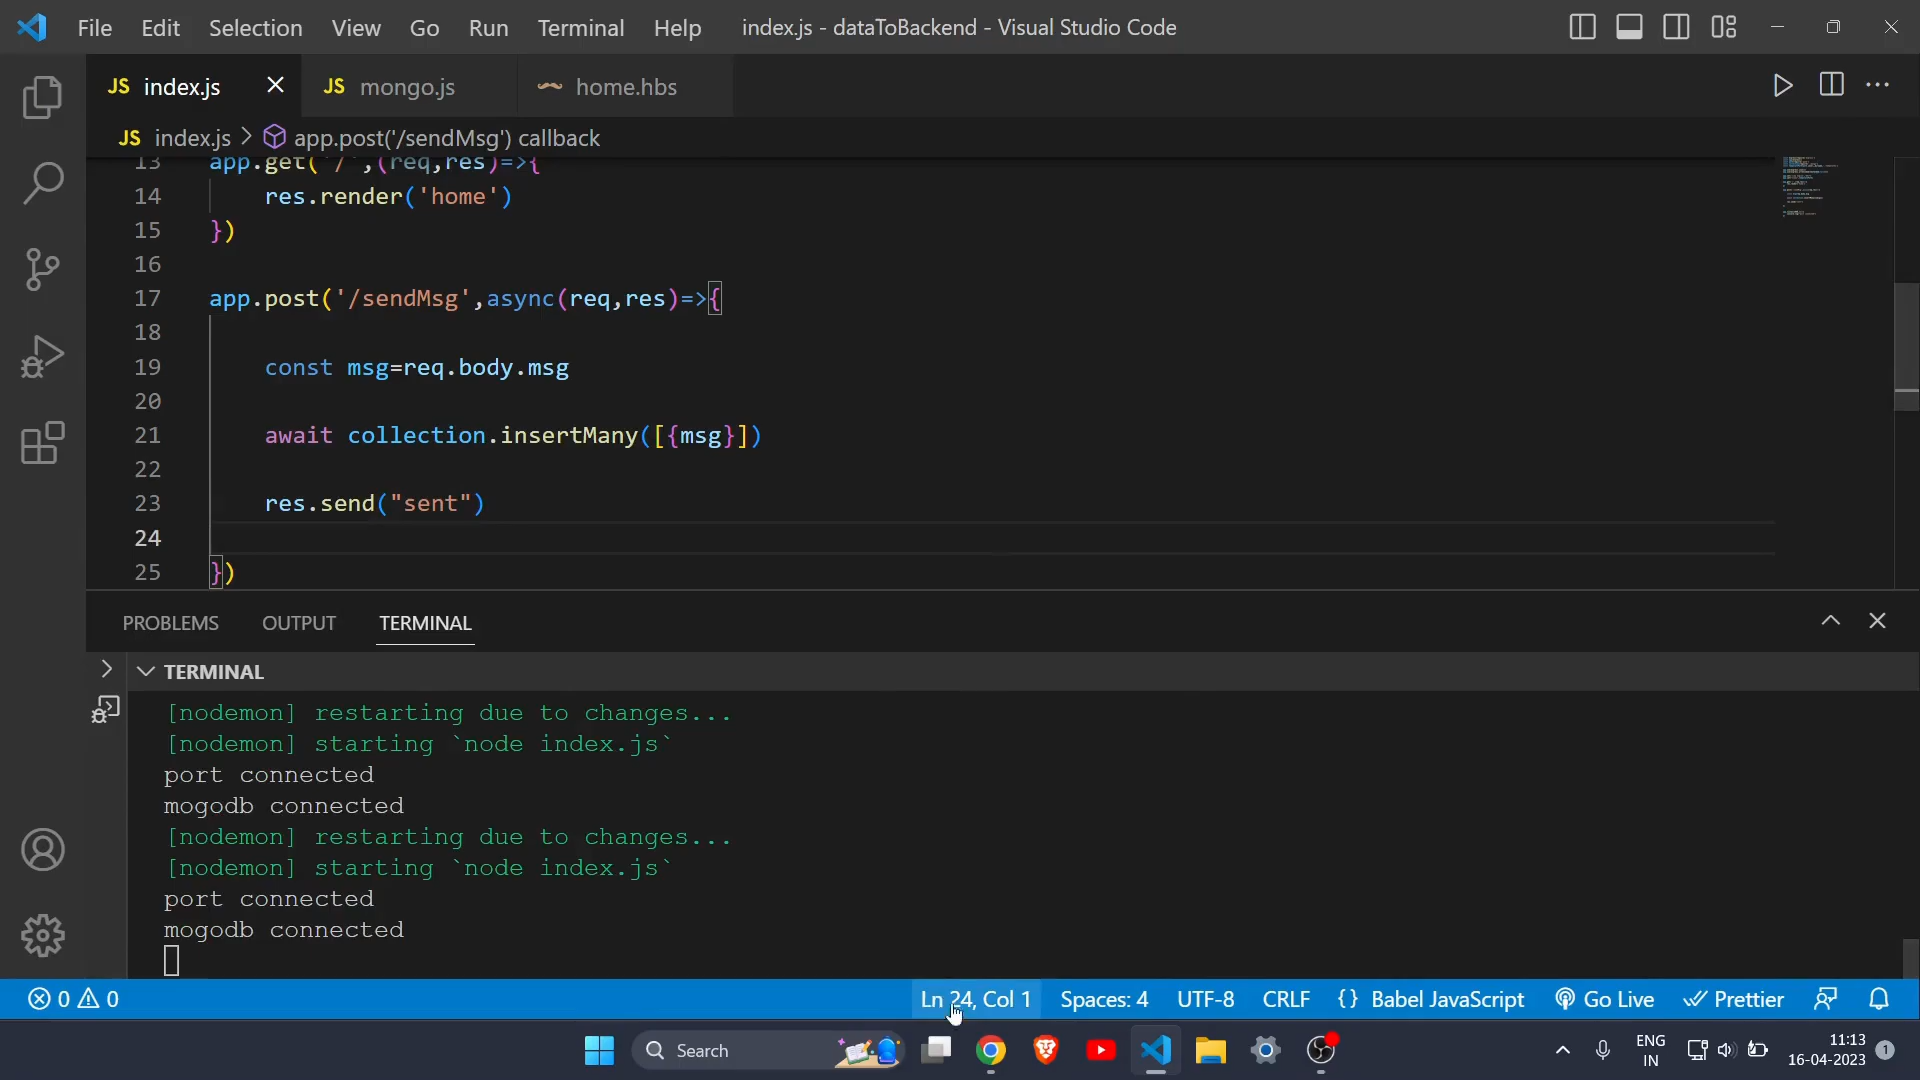 File Edit Selection View Go Run Terminal Help index.js - dataToBackend - Visual Studio Code
JS index.js JS mongo.js home.hbs
JS index.js > app.post('/sendMsg') callback
13 app.get('/',(req,res)=>{
14 res.render('home')
15 })
16
17 app.post('/sendMsg',async(req,res)=>{
18
19 const msg=req.body.msg
20
21 await collection.insertMany([{msg}])
22
23 res.send("sent")
24
25 })
PROBLEMS OUTPUT TERMINAL
TERMINAL
[nodemon] restarting due to changes...
[nodemon] starting `node index.js`
port connected
mogodb connected
[nodemon] restarting due to changes...
[nodemon] starting `node index.js`
port connected
mogodb connected
0 0 Ln 24, Col 1 Spaces: 4 UTF-8 CRLF {} Babel JavaScript Go Live Prettier
Search ENG 11:13
IN 16-04-2023 1